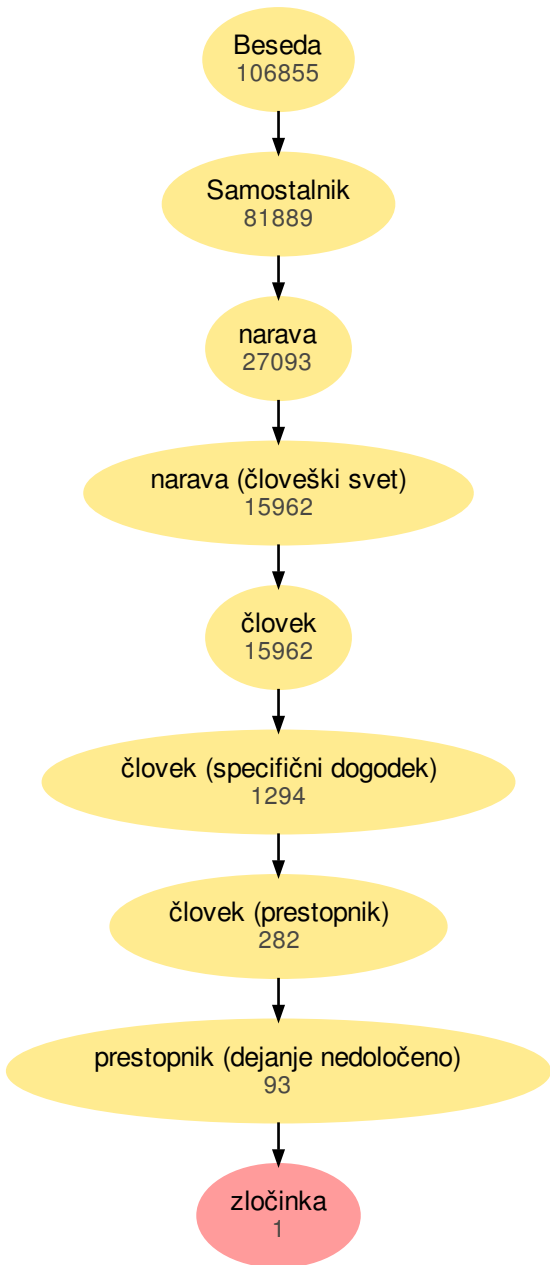 Beseda
106855
Samostalnik
81889
narava
27093
narava (človeški svet)
15962
človek
15962
človek (specifični dogodek)
1294
človek (prestopnik)
282
prestopnik (dejanje nedoločeno)
93
zločinka
1